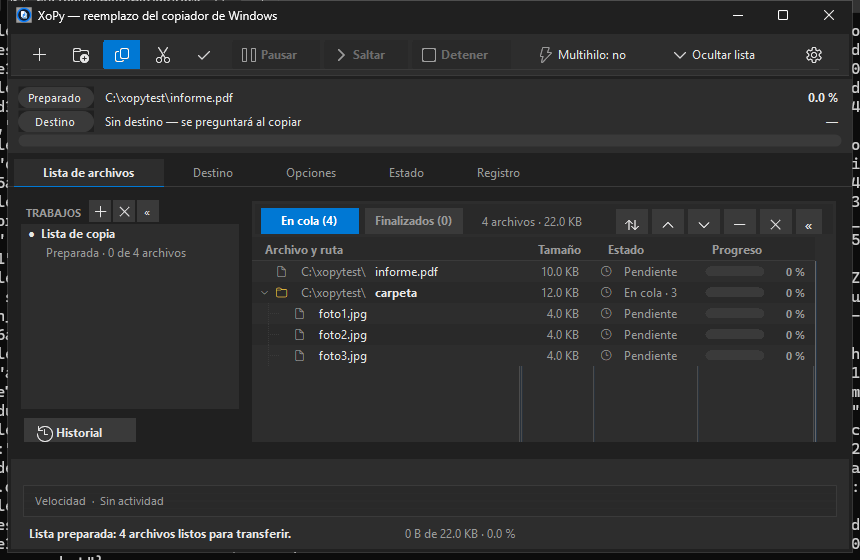 XoPy — reemplazo del copiador de Windows
Pausar Saltar Detener Multihilo: no Ocultar lista
Preparado C:\xopytest\informe.pdf 0.0 %
Destino Sin destino — se preguntará al copiar —
Lista de archivos Destino Opciones Estado Registro
TRABAJOS + × «
• Lista de copia
Preparada · 0 de 4 archivos
Historial
En cola (4) Finalizados (0) 4 archivos · 22.0 KB «
Archivo y ruta Tamaño Estado Progreso
C:\xopytest\ informe.pdf 10.0 KB Pendiente 0 %
C:\xopytest\ carpeta 12.0 KB En cola · 3 0 %
foto1.jpg 4.0 KB Pendiente 0 %
foto2.jpg 4.0 KB Pendiente 0 %
foto3.jpg 4.0 KB Pendiente 0 %
Velocidad · Sin actividad
Lista preparada: 4 archivos listos para transferir. 0 B de 22.0 KB · 0.0 %